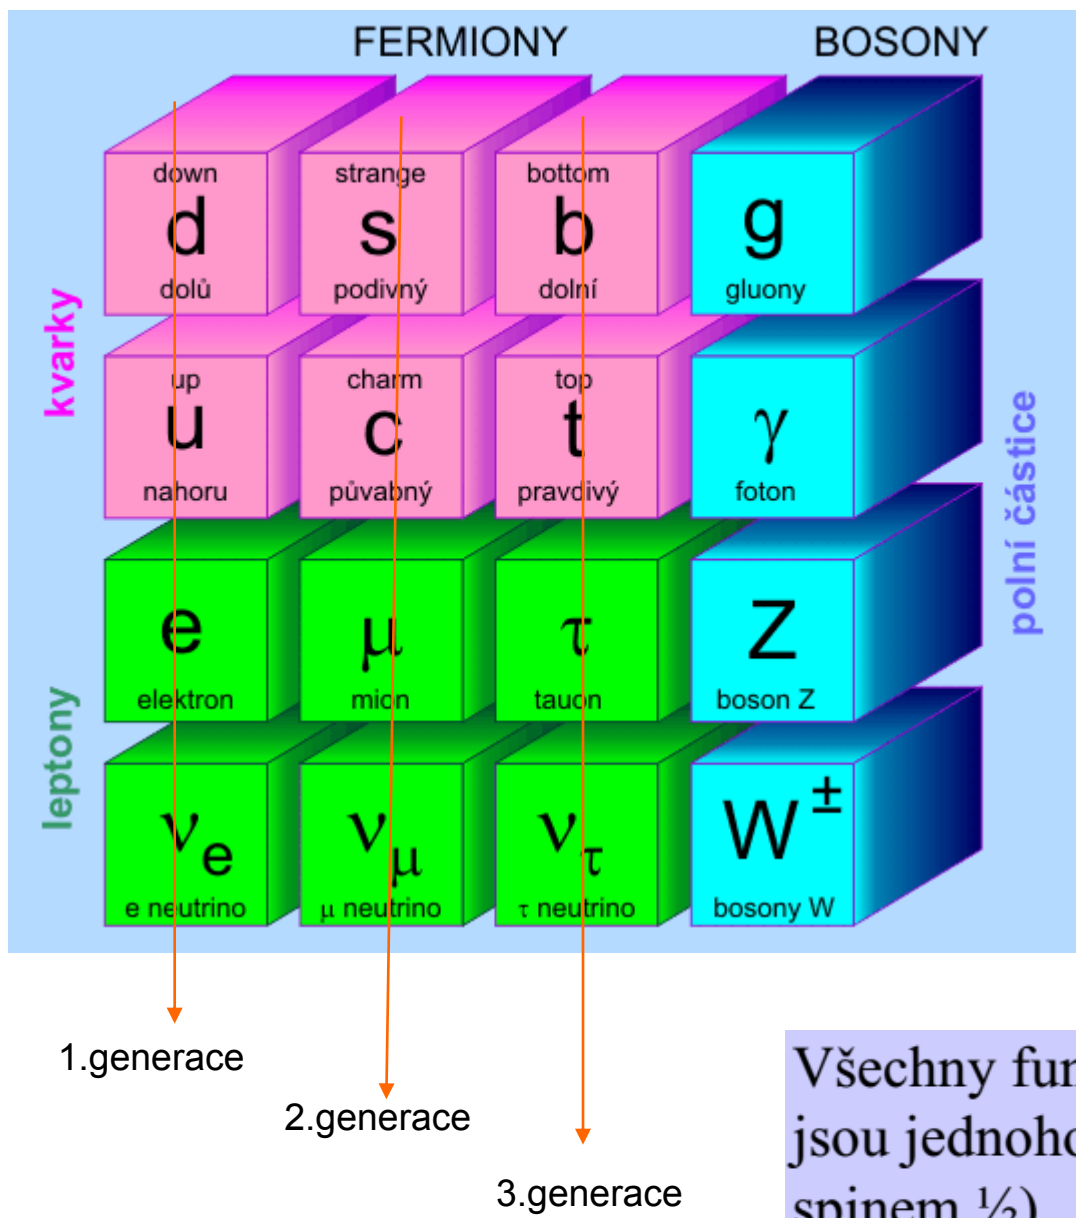 FERMIONY BOSONY
down strange bottom
d s b g
dolů podivný dolní gluony
kvarky
up charm top
u c t γ
nahoru půvabný pravdivý foton
polní částice
e μ τ Z
elektron mion tauon boson Z
leptony
νe νμ ντ W±
e neutrino μ neutrino τ neutrino bosony W
1.generace
2.generace
3.generace
Všechny
jsou
spinem ½)